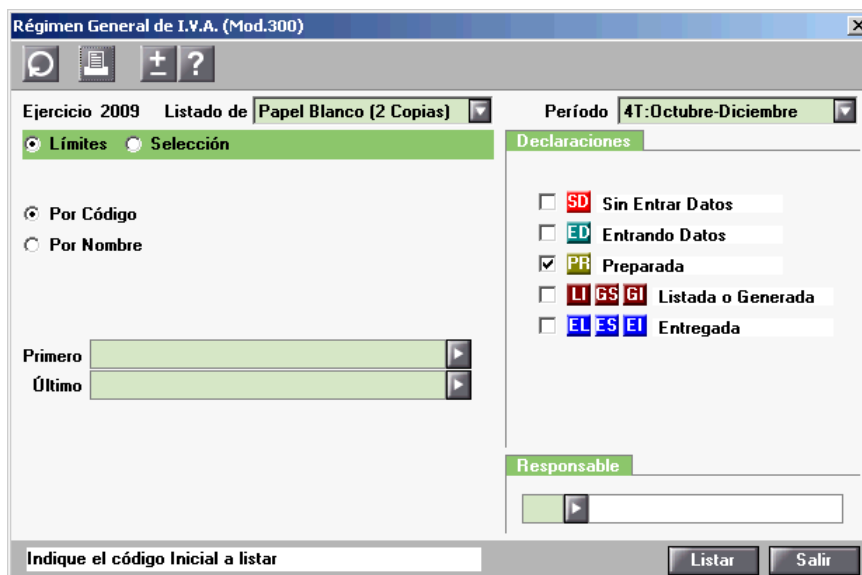 Régimen General de I.V.A. (Mod.300)
Ejercicio 2009 Listado de Papel Blanco (2 Copias) Período 4T:Octubre-Diciembre
Límites Selección
Declaraciones
Por Código
Por Nombre
SD Sin Entrar Datos
ED Entrando Datos
PR Preparada
LI GS GI Listada o Generada
EL ES EI Entregada
Primero
Último
Responsable
Indique el código Inicial a listar
Listar Salir